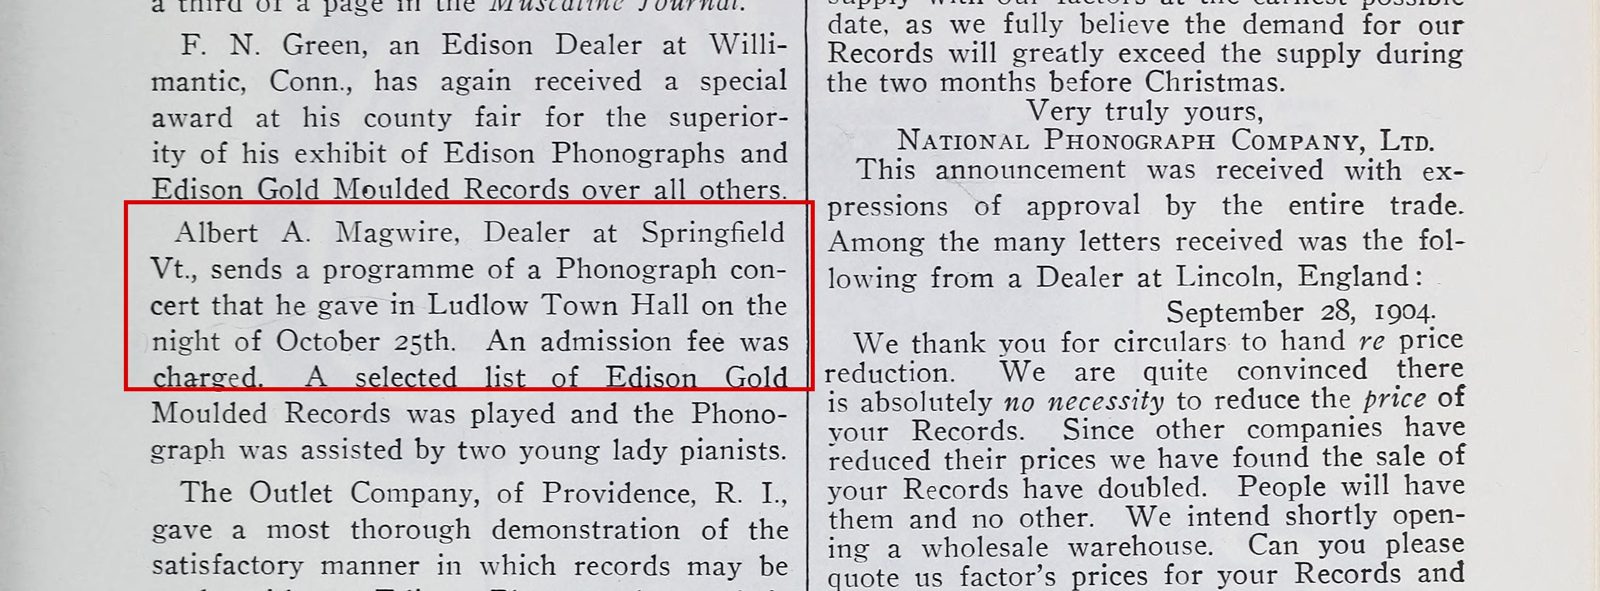 a third of a page in the Muscatine Journal.
F. N. Green, an Edison Dealer at Willi-
mantic, Conn., has again received a special
award at his county fair for the superior-
ity of his exhibit of Edison Phonographs and
Edison Gold Moulded Records over all others.
Albert A. Magwire, Dealer at Springfield
Vt., sends a programme of a Phonograph con-
cert that he gave in Ludlow Town Hall on the
night of October 25th. An admission fee was
charged. A selected list of Edison Gold
Moulded Records was played and the Phono-
graph was assisted by two young lady pianists.
The Outlet Company, of Providence, R. I.,
gave a most thorough demonstration of the
satisfactory manner in which records may be
supply with our factors at the earliest possible
date, as we fully believe the demand for our
Records will greatly exceed the supply during
the two months before Christmas.
Very truly yours,
NATIONAL PHONOGRAPH COMPANY, LTD.
This announcement was received with ex-
pressions of approval by the entire trade.
Among the many letters received was the fol-
lowing from a Dealer at Lincoln, England:
September 28, 1904.
We thank you for circulars to hand re price
reduction. We are quite convinced there
is absolutely no necessity to reduce the price of
your Records. Since other companies have
reduced their prices we have found the sale of
your Records have doubled. People will have
them and no other. We intend shortly open-
ing a wholesale warehouse. Can you please
quote us factor's prices for your Records and